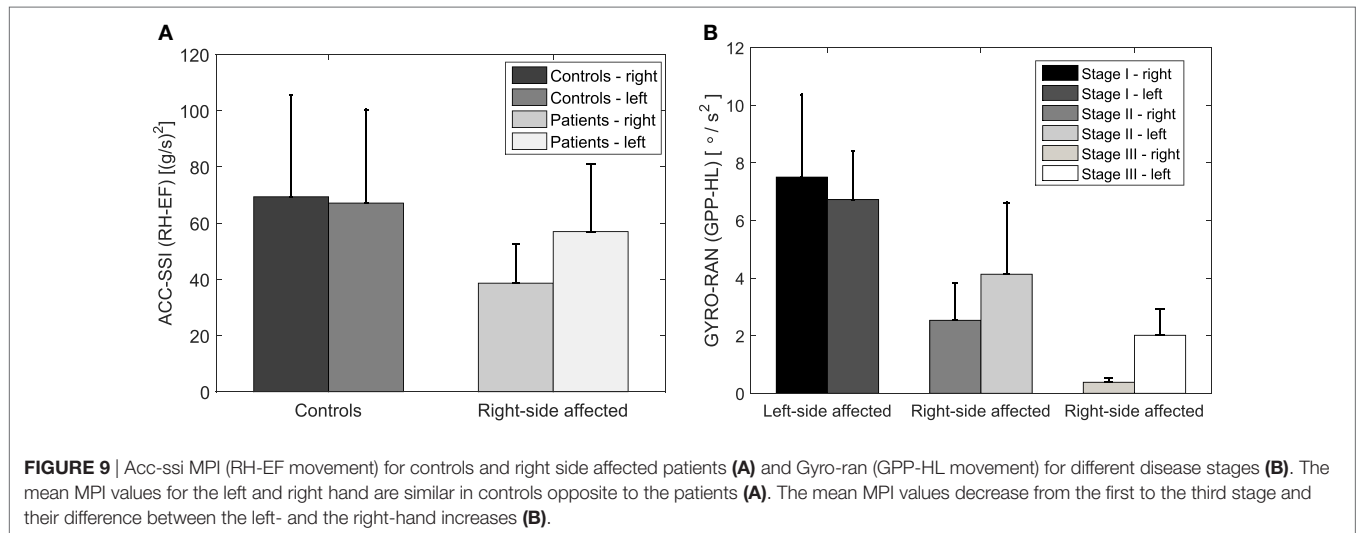 A
120
100
80
60
40
20
0
ACC-SSI (RH-EF) [(g/s)²]
Controls - right
Controls - left
Patients - right
Patients - left
Controls
Right-side affected
B
12
10
8
6
4
2
0
GYRO-RAN (GPP-HL) [ ∘/ s²]
Stage I - right
Stage I - left
Stage II - right
Stage II - left
Stage III - right
Stage III - left
Left-side affected
Right-side affected
Right-side affected
FIGURE 9 | Acc-ssi MPI (RH-EF movement) for controls and right side affected patients (A) and Gyro-ran (GPP-HL movement) for different disease stages (B). The
mean MPI values for the left and right hand are similar in controls opposite to the patients (A). The mean MPI values decrease from the first to the third stage and
their difference between the left- and the right-hand increases (B).